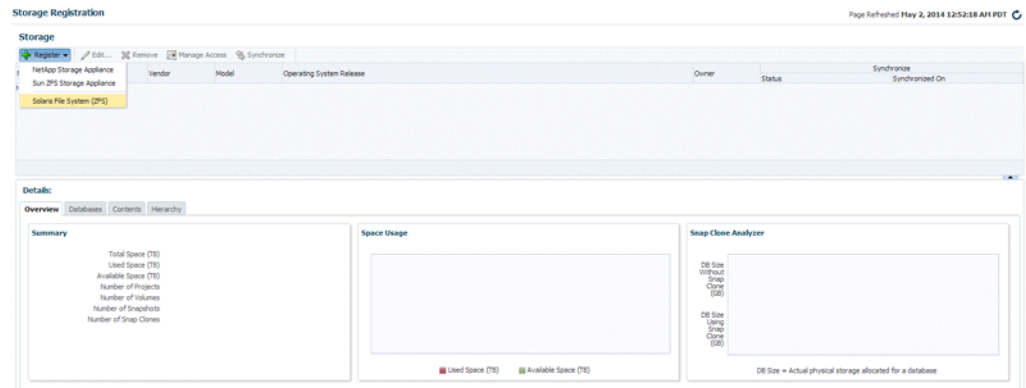 Storage Registration
Page Refreshed May 2, 2014 12:52:18 AM PDT
Storage
Register
Edit... Remove Manage Access Synchronize
NetApp Storage Appliance
Sun ZFS Storage Appliance
Solaris File System (ZFS)
Vendor Model Operating System Release Owner Synchronize
Status Synchronized On
Details:
Overview Databases Contents Hierarchy
Summary
Total Space (TB)
Used Space (TB)
Available Space (TB)
Number of Projects
Number of Volumes
Number of Snapshots
Number of Snap Clones
Space Usage
Used Space (TB) Available Space (TB)
Snap Clone Analyzer
DB Size
Without
Snap
Clone
(GB)
DB Size
Using
Snap
Clone
(GB)
DB Size = Actual physical storage allocated for a database